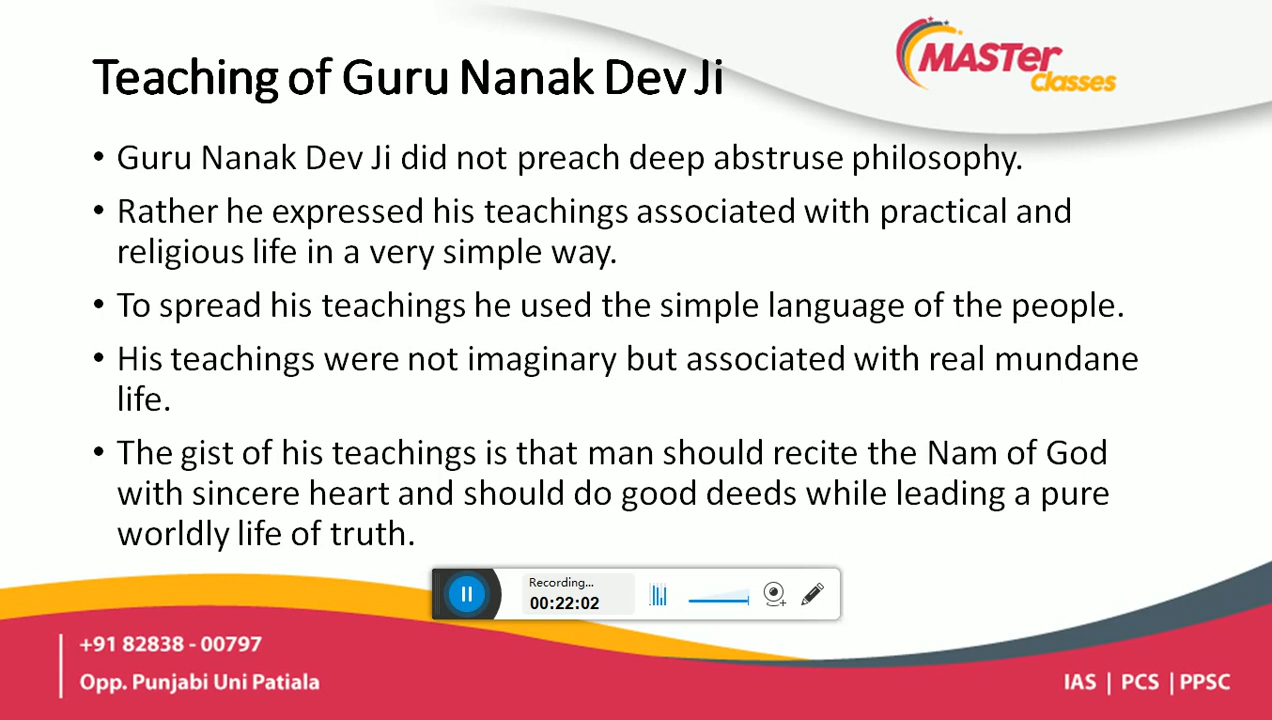 MASTer
Classes
Teaching of Guru Nanak Dev Ji
• Guru Nanak Dev Ji did not preach deep abstruse philosophy.
• Rather he expressed his teachings associated with practical and
religious life in a very simple way.
• To spread his teachings he used the simple language of the people.
• His teachings were not imaginary but associated with real mundane
life.
• The gist of his teachings is that man should recite the Nam of God
with sincere heart and should do good deeds while leading a pure
worldly life of truth.
Recording...
00:22:02
+91 82838 - 00797
Opp. Punjabi Uni Patiala
IAS | PCS | PPSC